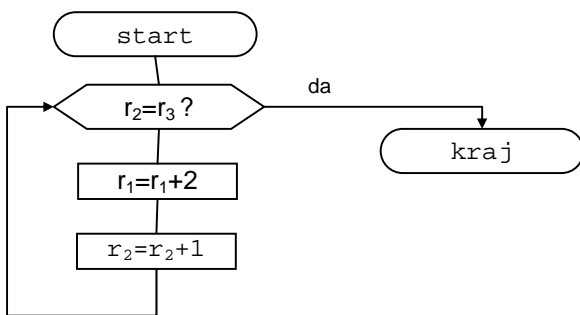 start
da
r₂=r₃ ?
kraj
r₁=r₁+2
r₂=r₂+1